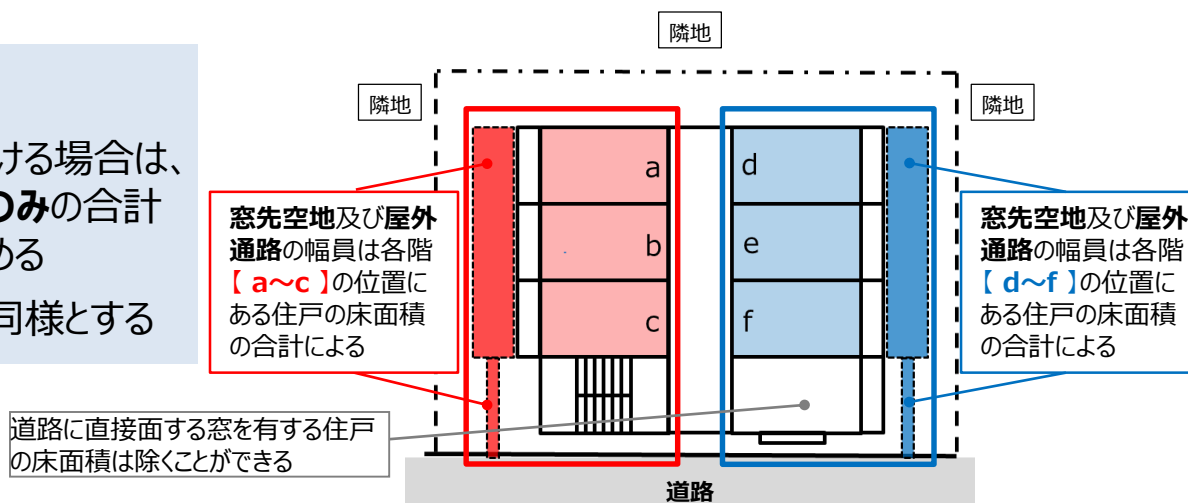 隣地
隣地
隣地
ける場合は、
のみの合計
める
同様とする
窓先空地及び屋外
通路の幅員は各階
【 a～c 】の位置に
ある住戸の床面積
の合計による
a
b
c
d
e
f
窓先空地及び屋外
通路の幅員は各階
【 d～f 】の位置に
ある住戸の床面積
の合計による
道路に直接面する窓を有する住戸
の床面積は除くことができる
道路